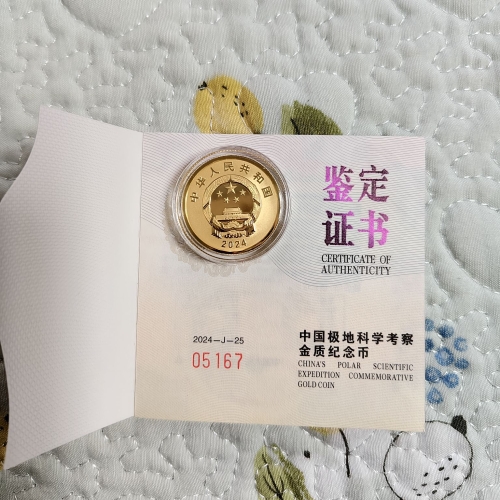 中华人民共和国
2024
鉴定
证书
CERTIFICATE OF
AUTHENTICITY
2024-J-25
05167
中国极地科学考察
金质纪念币
CHINA'S POLAR SCIENTIFIC
EXPEDITION COMMEMORATIVE
GOLD COIN